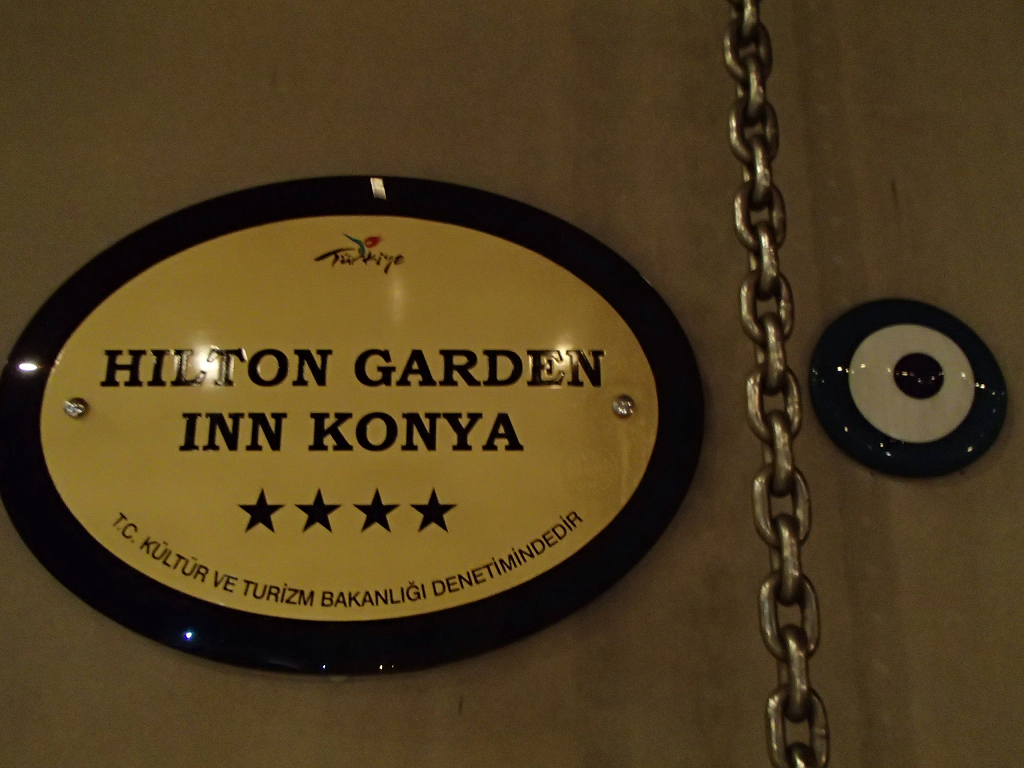 Türkiye
HILTON GARDEN
INN KONYA
T.C. KÜLTÜR VE TURİZM BAKANLIĞI DENETİMİNDEDİR